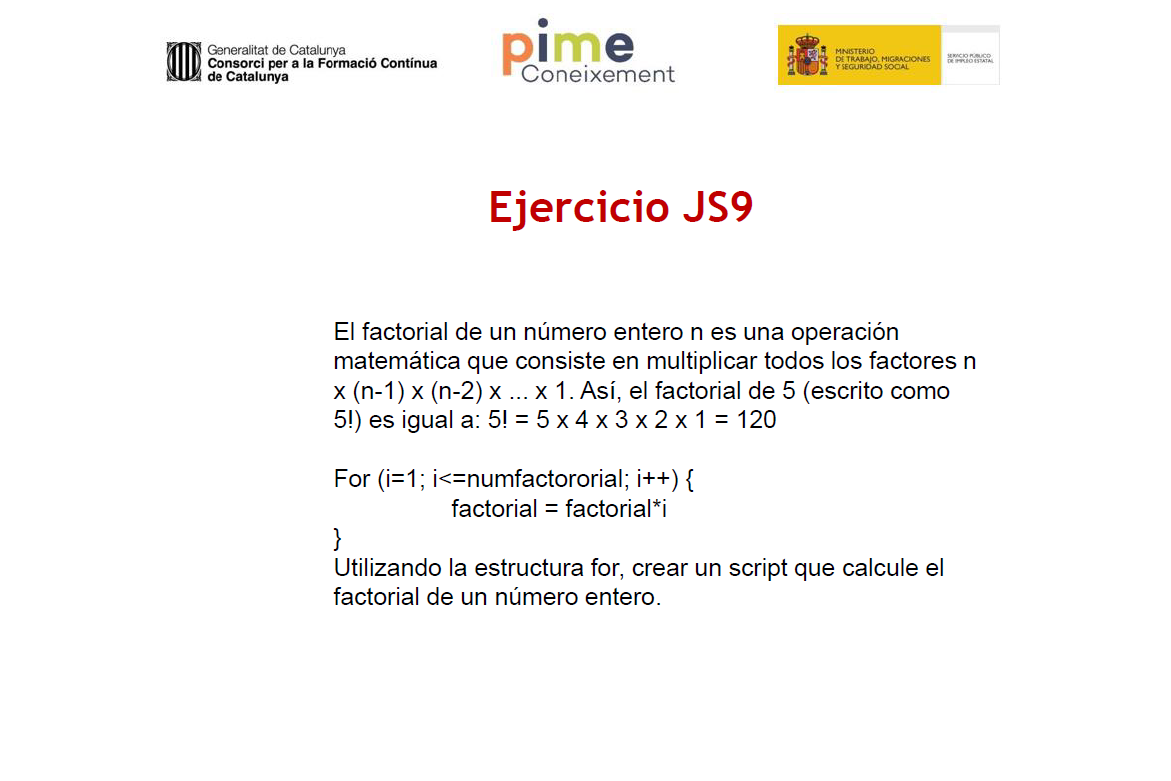 Generalitat de Catalunya
Consorci per a la Formació Contínua
de Catalunya
pime
Coneixement
MINISTERIO
DE TRABAJO, MIGRACIONES
Y SEGURIDAD SOCIAL
SERVICIO PÚBLICO
DE EMPLEO ESTATAL
Ejercicio JS9
El factorial de un número entero n es una operación
matemática que consiste en multiplicar todos los factores n
x (n-1) x (n-2) x ... x 1. Así, el factorial de 5 (escrito como
5!) es igual a: 5! = 5 x 4 x 3 x 2 x 1 = 120
For (i=1; i<=numfactororial; i++) {
factorial = factorial*i
}
Utilizando la estructura for, crear un script que calcule el
factorial de un número entero.